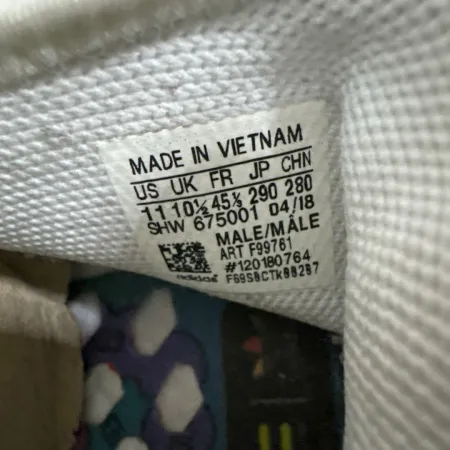 MADE IN VIETNAM
US UK FR JP CHN
11 10½ 45⅓ 290 280
SHW 675001 04/18
MALE/MÂLE
ART F99761
#120180764
adidas